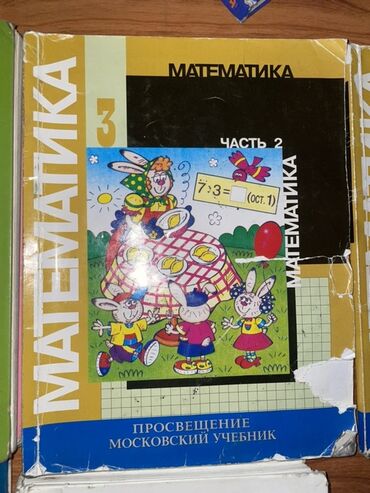 МАТЕМАТИКА
МАТЕМАТИКА
3
ЧАСТЬ 2
МАТЕМАТИКА
7:3=□(ОСТ.1)
ПРОСВЕЩЕНИЕ
МОСКОВСКИЙ УЧЕБНИК